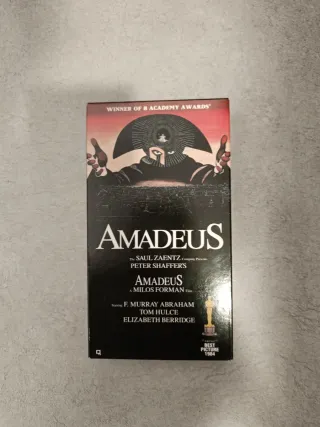 WINNER OF 8 ACADEMY AWARDS
AMADEUS
The SAUL ZAENTZ Company Presents
PETER SHAFFER'S
AMADEUS
A MILOS FORMAN Film
Starring F. MURRAY ABRAHAM
TOM HULCE
ELIZABETH BERRIDGE
BEST
PICTURE
1984